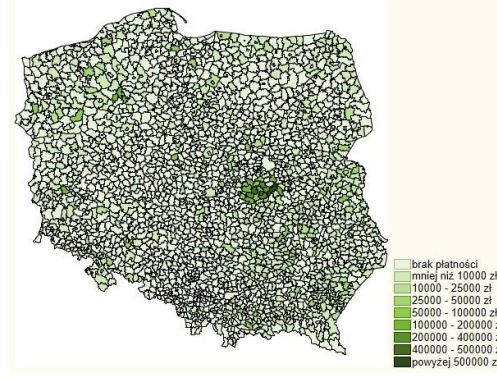 brak płatności
mniej niż 10000 zł
10000 - 25000 zł
25000 - 50000 zł
50000 - 100000 zł
100000 - 200000 z
200000 - 400000 z
400000 - 500000 z
powyżej 500000 z